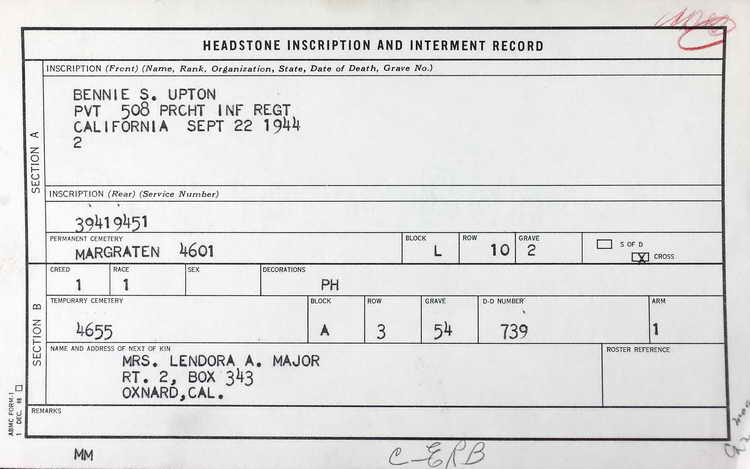 HEADSTONE INSCRIPTION AND INTERMENT RECORD
SECTION A
INSCRIPTION (Front) (Name, Rank, Organization, State, Date of Death, Grave No.)
BENNIE S. UPTON
PVT 508 PRCHT INF REGT
CALIFORNIA SEPT 22 1944
2
INSCRIPTION (Rear) (Service Number)
39419451
PERMANENT CEMETERY BLOCK ROW GRAVE
MARGRATEN 4601 L 10 2
S OF D
X CROSS
SECTION B
CREED RACE SEX DECORATIONS
1 1 PH
TEMPORARY CEMETERY BLOCK ROW GRAVE D-D NUMBER ARM
4655 A 3 54 739 1
NAME AND ADDRESS OF NEXT OF KIN ROSTER REFERENCE
MRS. LENDORA A. MAJOR
RT. 2, BOX 343
OXNARD, CAL.
ABMC FORM-1
1 DEC.
REMARKS
MM
C-ERB